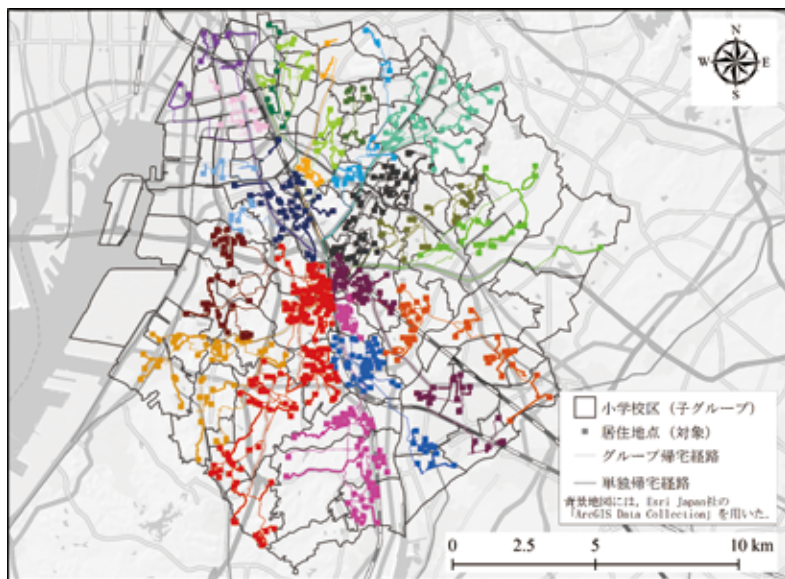 N
W E
S
小学校区（子グループ）
居住地点（対象）
グループ帰宅経路
単独帰宅経路
背景地図には，Esri Japan社の
「ArcGIS Data Collection」を用いた．
0 2.5 5 10 km